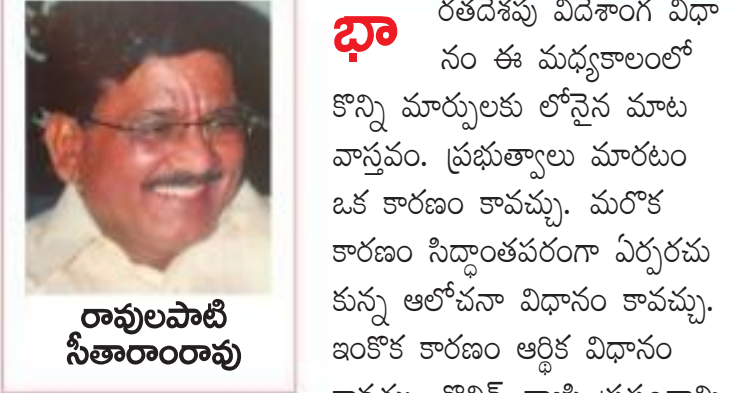 రావులపాటి
సీతారాంరావు
భారతదేశపు విదేశాంగ విధా
నం ఈ మధ్యకాలంలో
కొన్ని మార్పులకు లోనైన మాట
వాస్తవం. ప్రభుత్వాలు మారటం
ఒక కారణం కావచ్చు. మరొక
కారణం సిద్ధాంతపరంగా ఏర్పరచు
కున్న ఆలోచనా విధానం కావచ్చు.
ఇంకొక కారణం ఆర్థిక విధానం